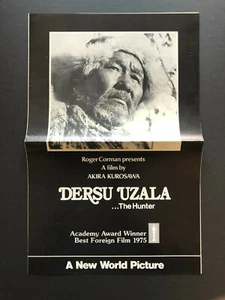 Roger Corman presents
A film by
AKIRA KUROSAWA
DERSU UZALA
...The Hunter
Academy Award Winner
Best Foreign Film 1975
A New World Picture